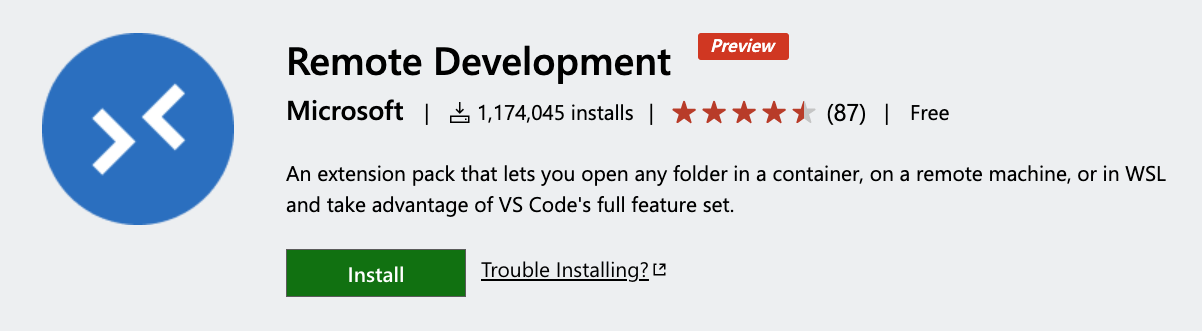 Remote Development Preview
Microsoft | 1,174,045 installs | (87) | Free
An extension pack that lets you open any folder in a container, on a remote machine, or in WSL
and take advantage of VS Code's full feature set.
Install Trouble Installing?